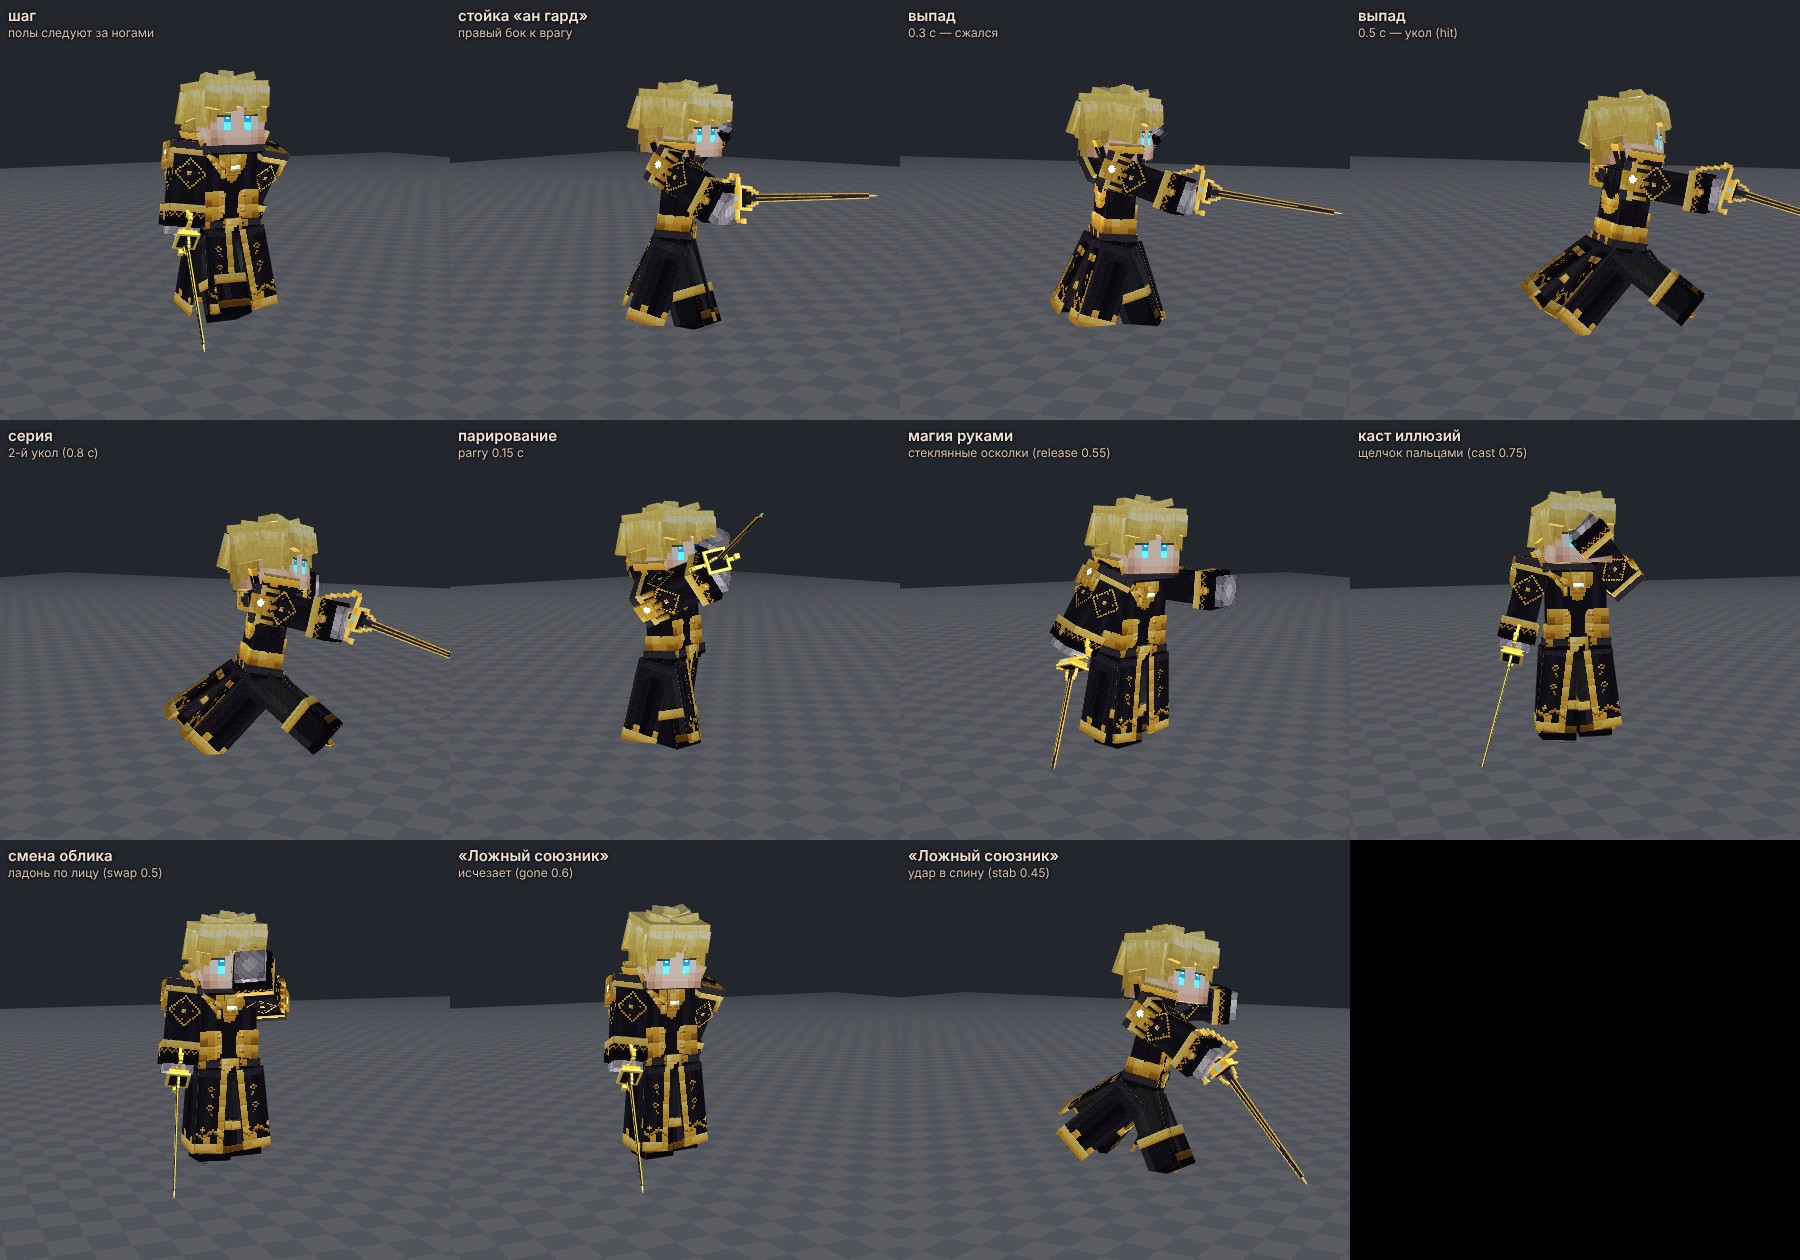 шаг
полы следуют за ногами
стойка «ан гард»
правый бок к врагу
выпад
0.3 с — сжался
выпад
0.5 с — укол (hit)
серия
2-й укол (0.8 с)
парирование
parry 0.15 с
магия руками
стеклянные осколки (release 0.55)
каст иллюзий
щелчок пальцами (cast 0.75)
смена облика
ладонь по лицу (swap 0.5)
«Ложный союзник»
исчезает (gone 0.6)
«Ложный союзник»
удар в спину (stab 0.45)